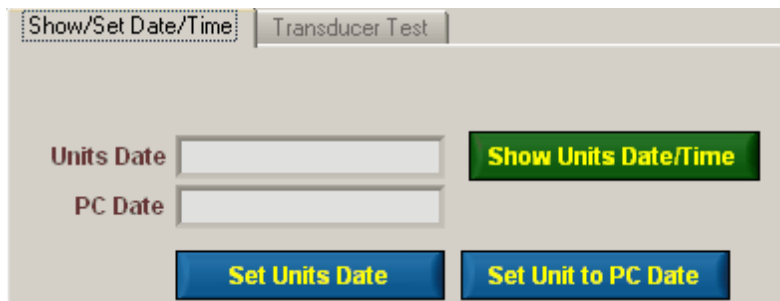 Show/Set Date/Time Transducer Test
Units Date Show Units Date/Time
PC Date
Set Units Date Set Unit to PC Date